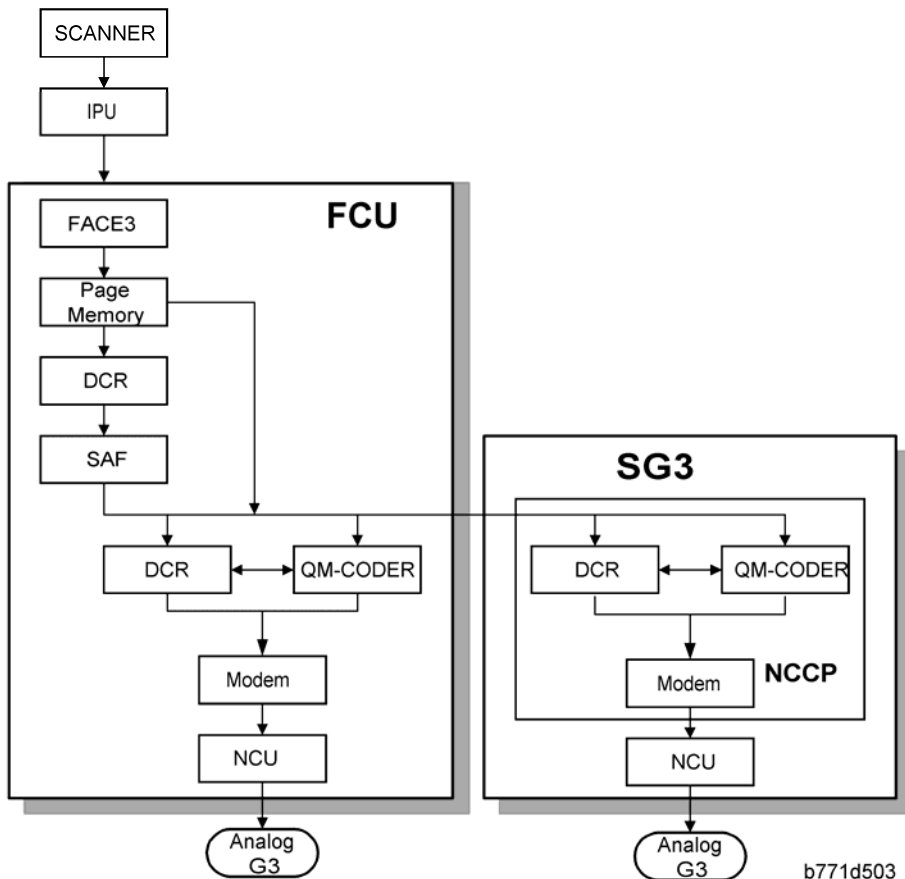 SCANNER
IPU
FCU
FACE3
Page
Memory
DCR
SAF
DCR
QM-CODER
Modem
NCU
Analog
G3
SG3
DCR
QM-CODER
Modem
NCCP
NCU
Analog
G3
b771d503